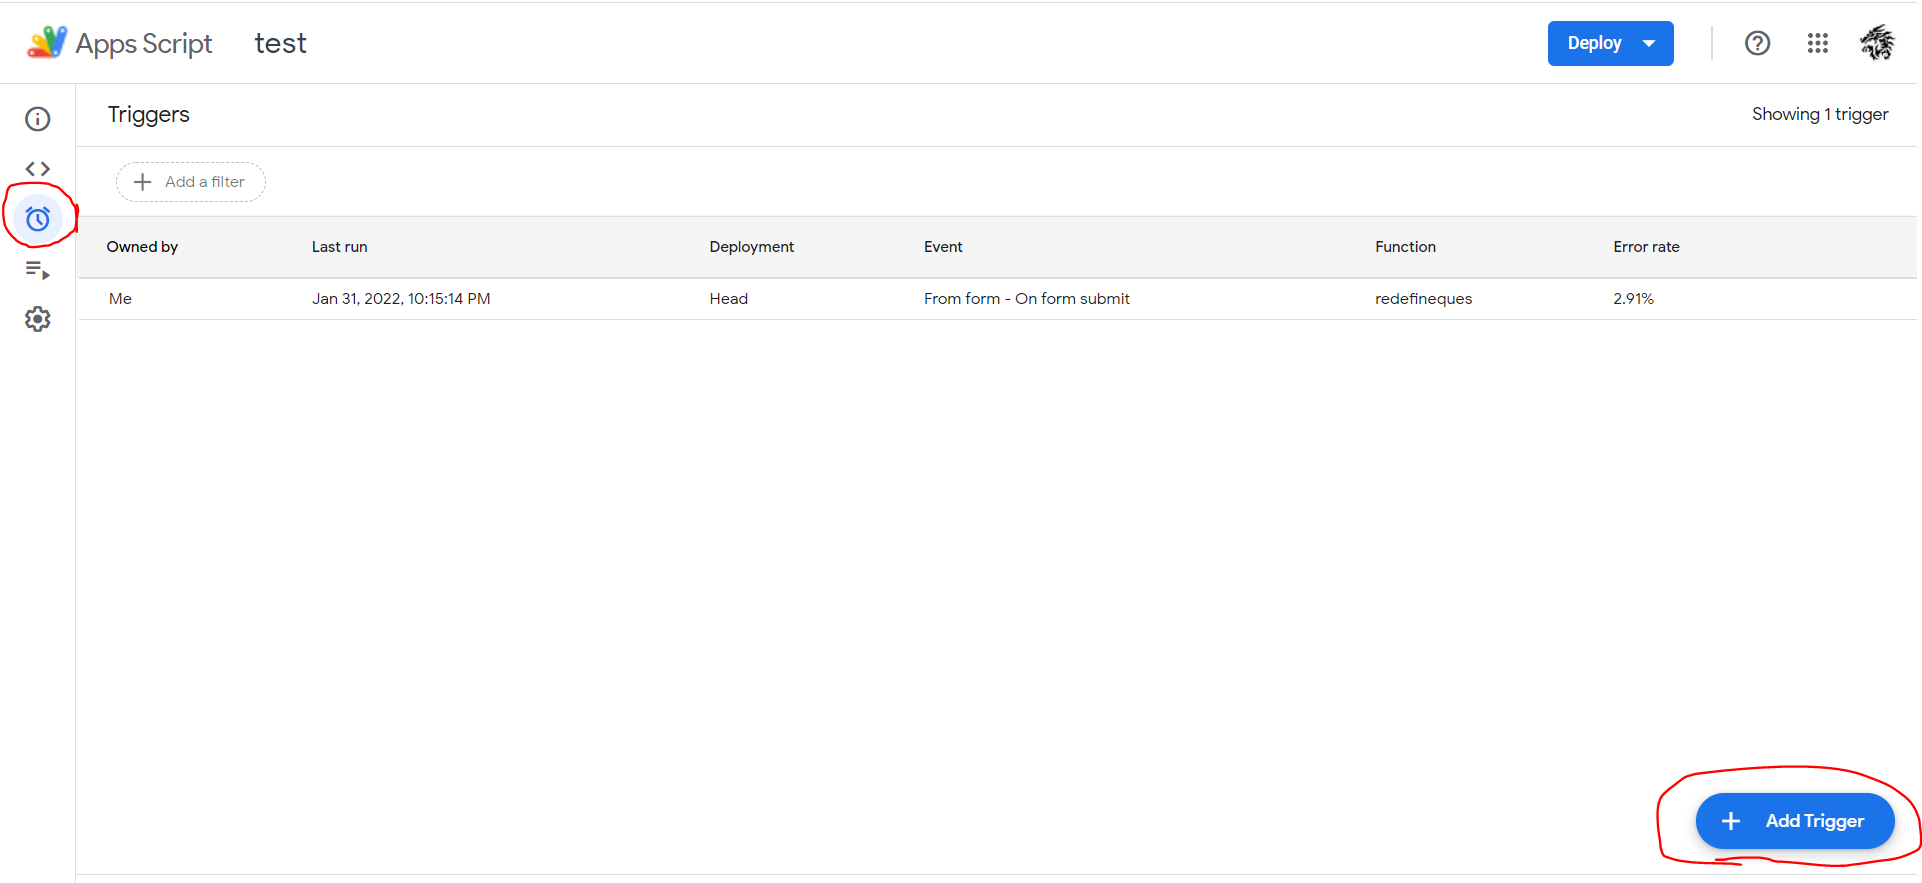 Apps Script test Deploy
Triggers Showing 1 trigger
Add a filter
Owned by Last run Deployment Event Function Error rate
Me Jan 31, 2022, 10:15:14 PM Head From form - On form submit redefineques 2.91%
Add Trigger